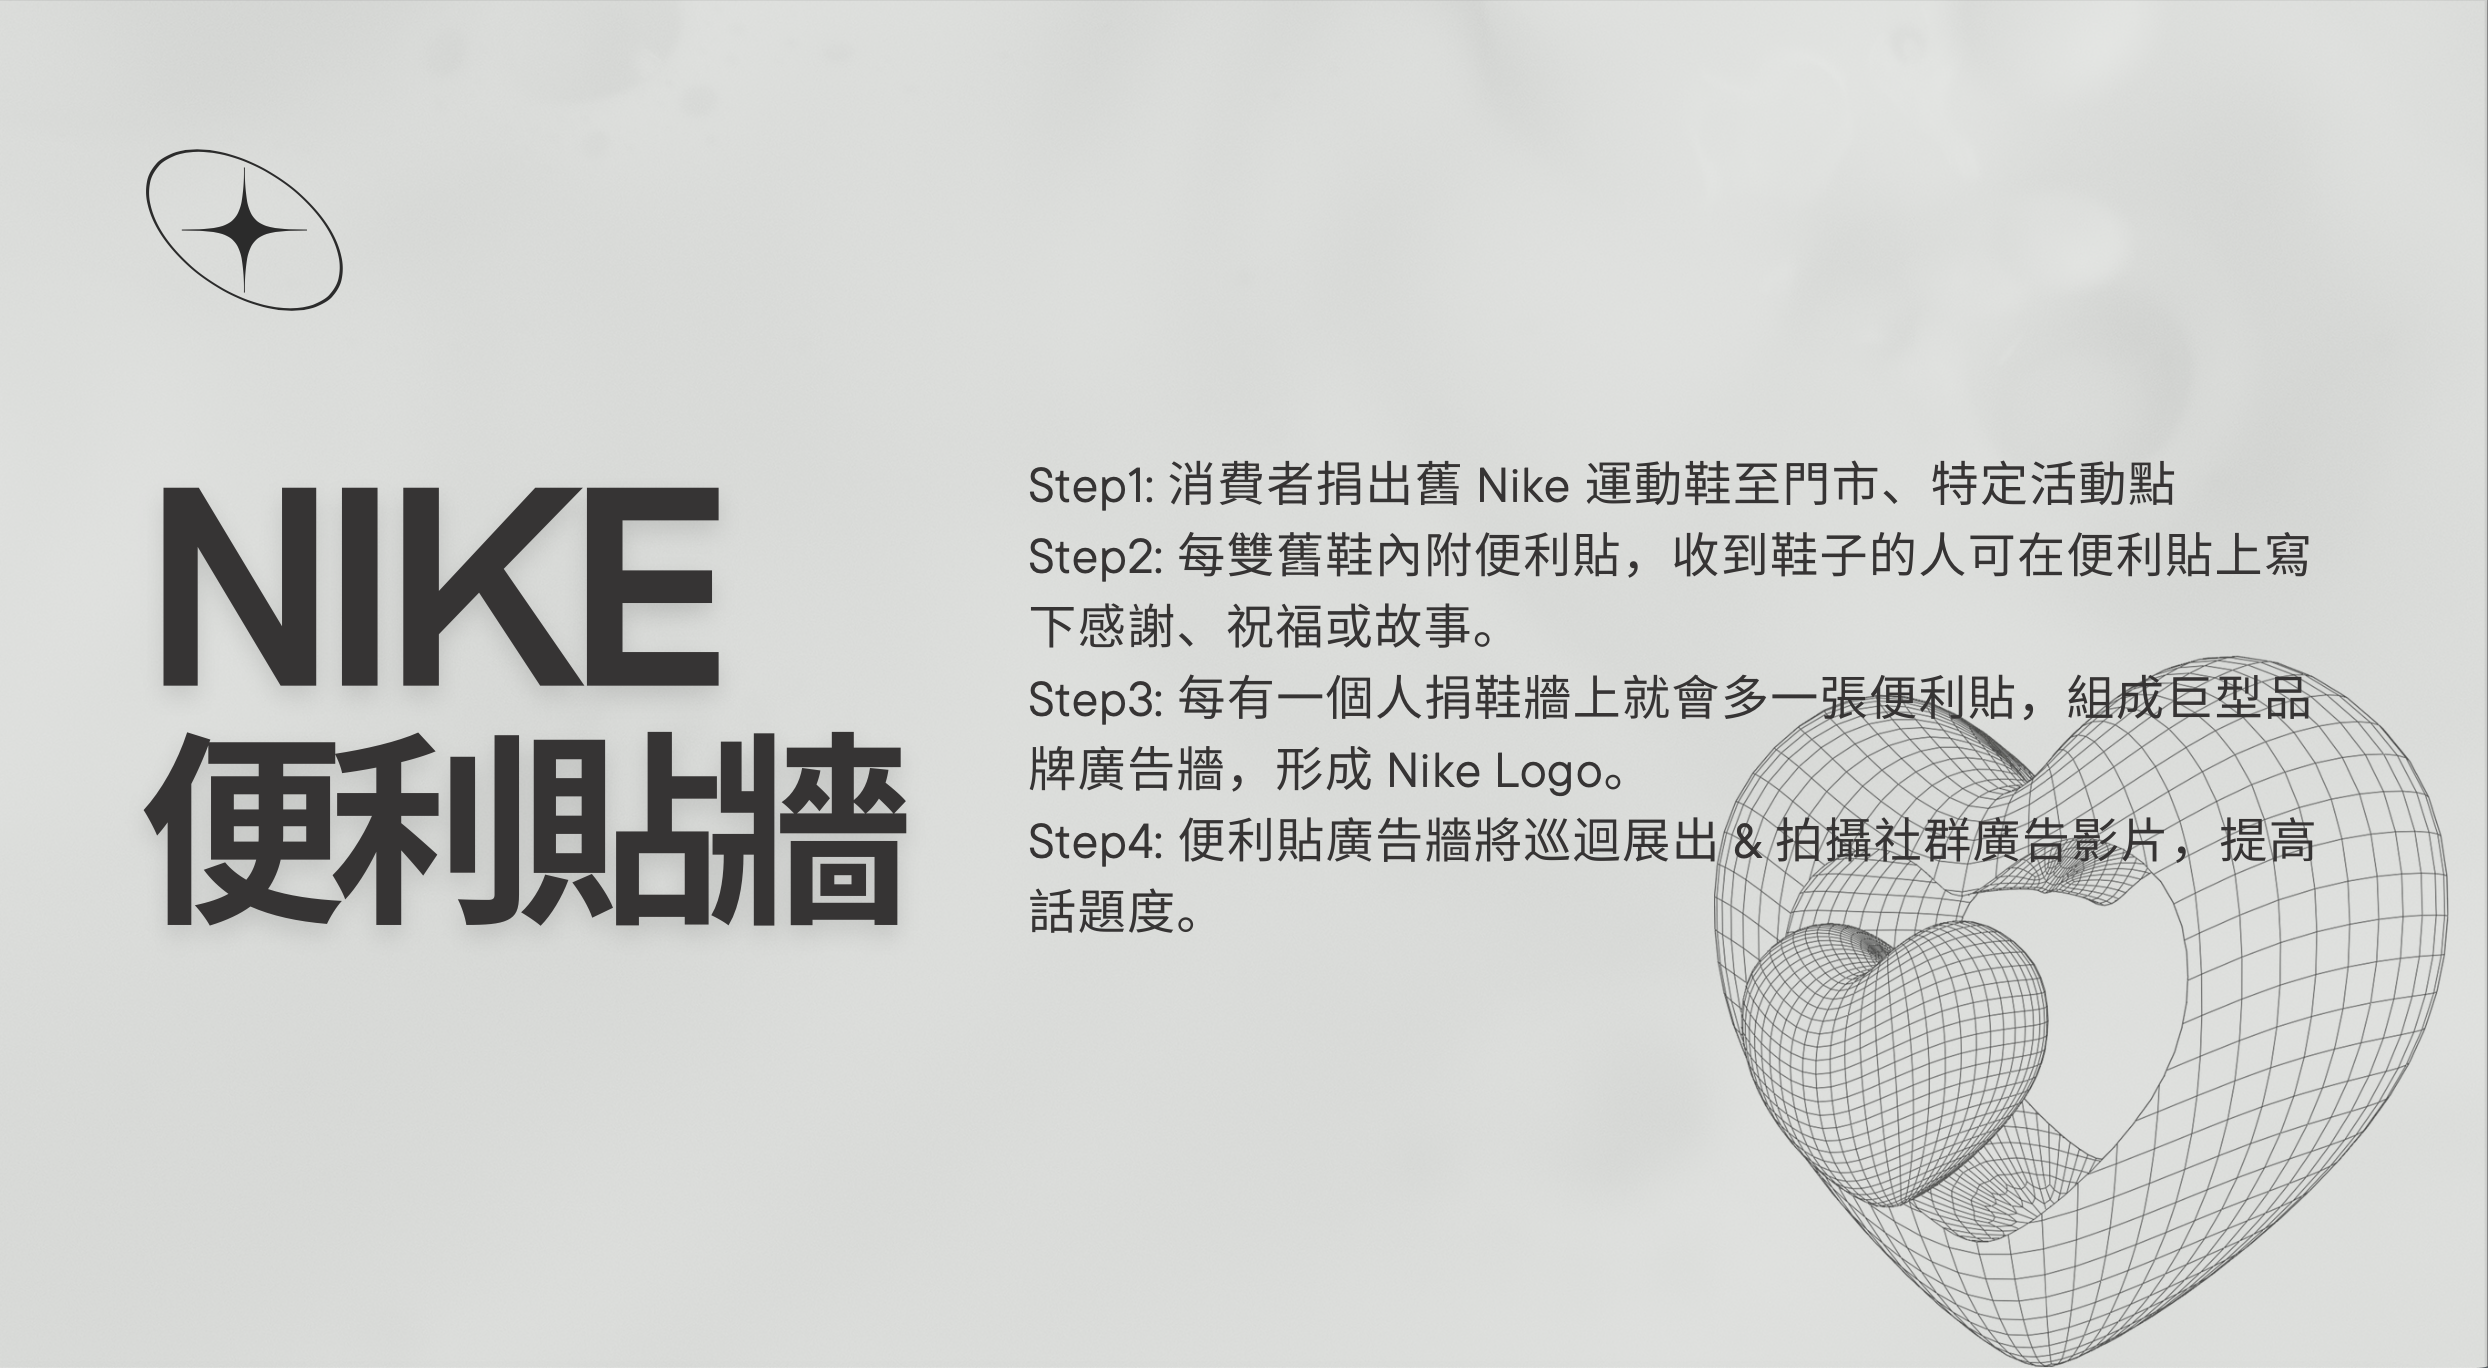 NIKE
便利貼牆
Step1: 消費者捐出舊 Nike 運動鞋至門市、特定活動點
Step2: 每雙舊鞋內附便利貼，收到鞋子的人可在便利貼上寫
下感謝、祝福或故事。
Step3: 每有一個人捐鞋牆上就會多一張便利貼，組成巨型品
牌廣告牆，形成 Nike Logo。
Step4: 便利貼廣告牆將巡迴展出 & 拍攝社群廣告影片，提高
話題度。